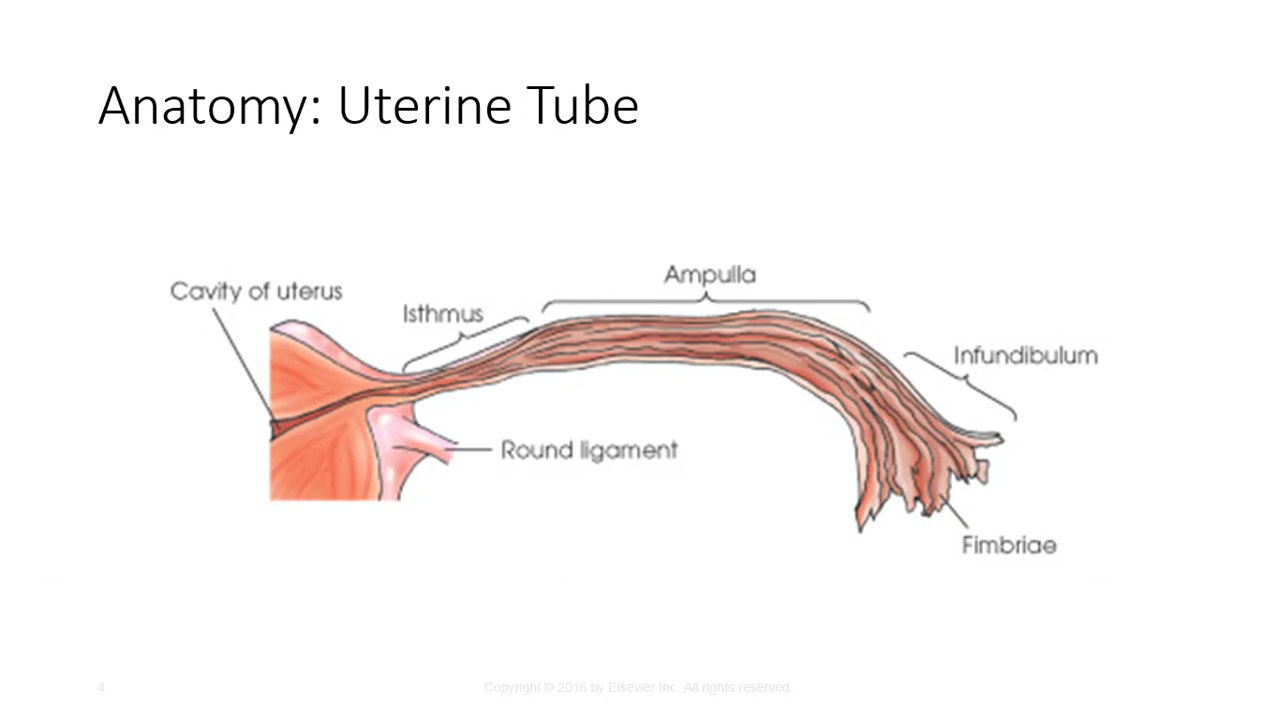 Anatomy: Uterine Tube
Ampulla
Cavity of uterus
Isthmus
Infundibulum
Round ligament
Fimbriae
4
Copyright © 2016 by Elsevier Inc. All rights reserved.